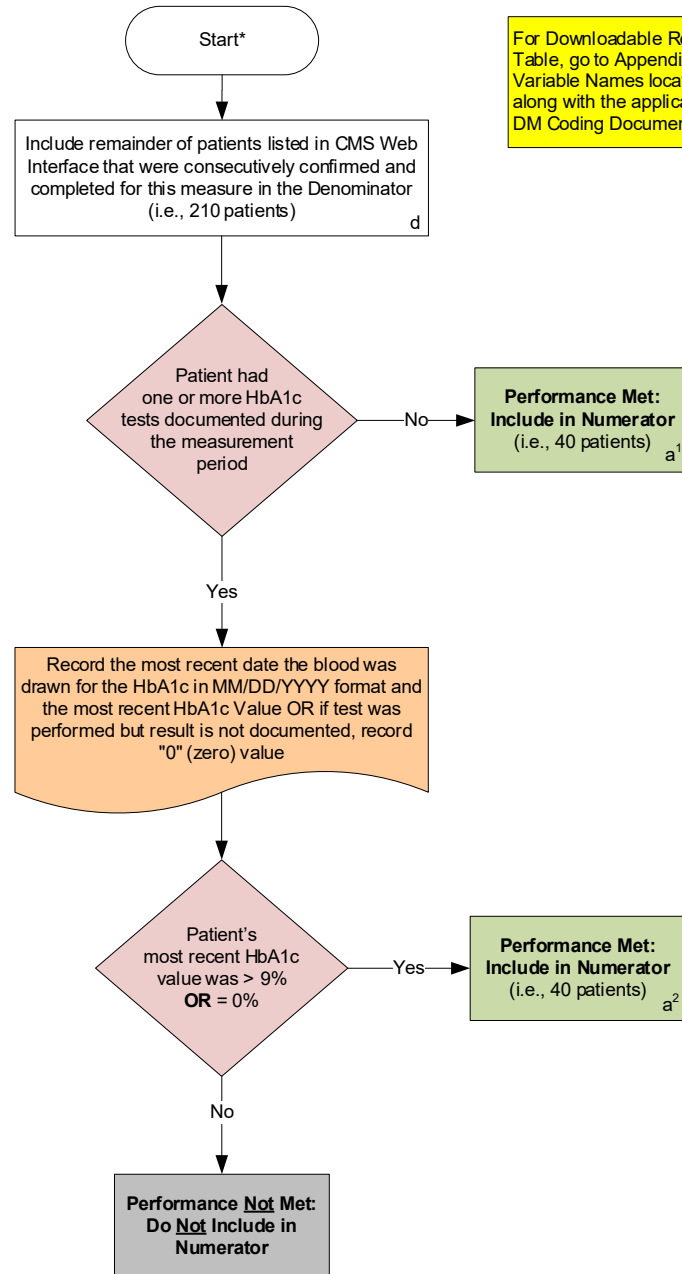 Start*
For Downloadable
Table, go to
Variable Names
along with the
DM Coding
Include remainder of patients listed in CMS Web
Interface that were consecutively confirmed and
completed for this measure in the Denominator
(i.e., 210 patients)
d
Patient had
one or more HbA1c
tests documented during
the measurement
period
No
Performance Met:
Include in Numerator
(i.e., 40 patients)
a¹
Yes
Record the most recent date the blood was
drawn for the HbA1c in MM/DD/YYYY format and
the most recent HbA1c Value OR if test was
performed but result is not documented, record
"0" (zero) value
Patient’s
most recent HbA1c
value was > 9%
OR = 0%
Yes
Performance Met:
Include in Numerator
(i.e., 40 patients)
a²
No
Performance Not Met:
Do Not Include in
Numerator